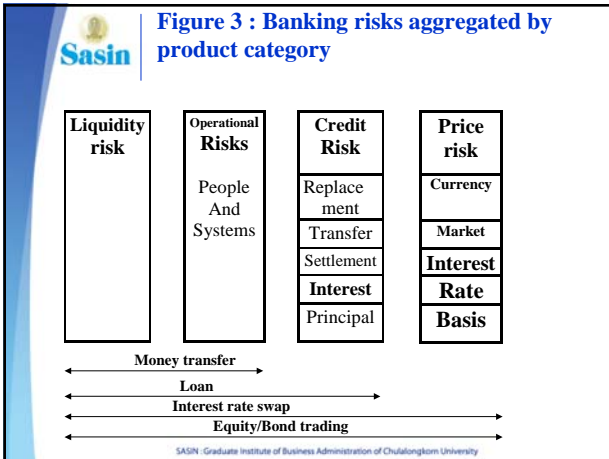 Sasin
Figure 3 : Banking risks aggregated by
product category
Liquidity
risk
Operational
Risks
People
And
Systems
Credit
Risk
Replace
ment
Transfer
Settlement
Interest
Principal
Price
risk
Currency
Market
Interest
Rate
Basis
Money transfer
Loan
Interest rate swap
Equity/Bond trading
SASIN : Graduate Institute of Business Administration of Chulalongkorn University